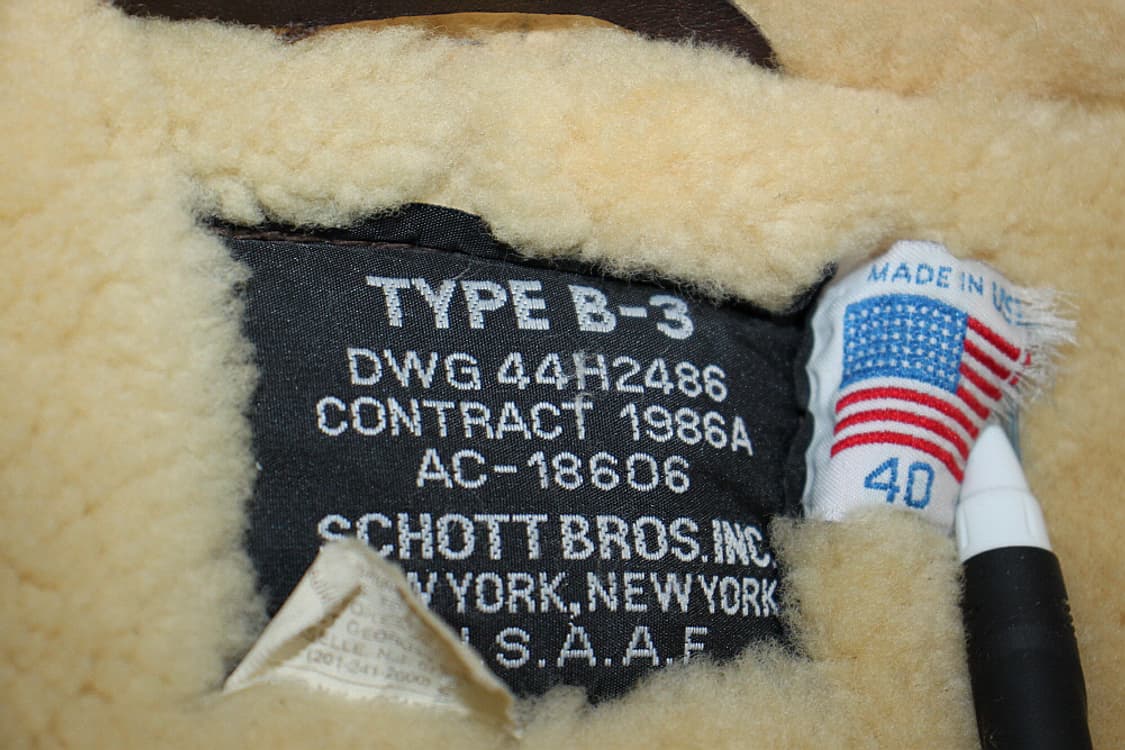 TYPE B-3
DWG 44H2486
CONTRACT 1986A
AC-18606
SCHOTT BROS. INC.
YORK, NEW YORK
S.A.A.F
MADE IN US
40